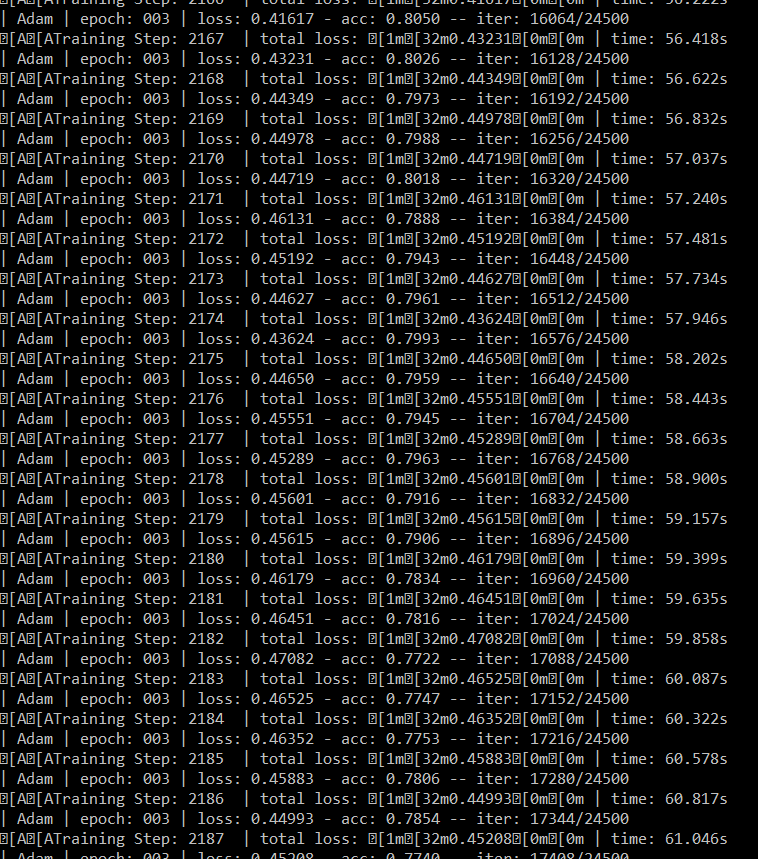 | Adam | epoch: 003 | loss: 0.41617 - acc: 0.8050 -- iter: 16064/24500
�[A�[ATraining Step: 2167  | total loss: �[1m�[32m0.43231�[0m�[0m | time: 56.418s
| Adam | epoch: 003 | loss: 0.43231 - acc: 0.8026 -- iter: 16128/24500
�[A�[ATraining Step: 2168  | total loss: �[1m�[32m0.44349�[0m�[0m | time: 56.622s
| Adam | epoch: 003 | loss: 0.44349 - acc: 0.7973 -- iter: 16192/24500
�[A�[ATraining Step: 2169  | total loss: �[1m�[32m0.44978�[0m�[0m | time: 56.832s
| Adam | epoch: 003 | loss: 0.44978 - acc: 0.7988 -- iter: 16256/24500
�[A�[ATraining Step: 2170  | total loss: �[1m�[32m0.44719�[0m�[0m | time: 57.037s
| Adam | epoch: 003 | loss: 0.44719 - acc: 0.8018 -- iter: 16320/24500
�[A�[ATraining Step: 2171  | total loss: �[1m�[32m0.46131�[0m�[0m | time: 57.240s
| Adam | epoch: 003 | loss: 0.46131 - acc: 0.7888 -- iter: 16384/24500
�[A�[ATraining Step: 2172  | total loss: �[1m�[32m0.45192�[0m�[0m | time: 57.481s
| Adam | epoch: 003 | loss: 0.45192 - acc: 0.7943 -- iter: 16448/24500
�[A�[ATraining Step: 2173  | total loss: �[1m�[32m0.44627�[0m�[0m | time: 57.734s
| Adam | epoch: 003 | loss: 0.44627 - acc: 0.7961 -- iter: 16512/24500
�[A�[ATraining Step: 2174  | total loss: �[1m�[32m0.43624�[0m�[0m | time: 57.946s
| Adam | epoch: 003 | loss: 0.43624 - acc: 0.7993 -- iter: 16576/24500
�[A�[ATraining Step: 2175  | total loss: �[1m�[32m0.44650�[0m�[0m | time: 58.202s
| Adam | epoch: 003 | loss: 0.44650 - acc: 0.7959 -- iter: 16640/24500
�[A�[ATraining Step: 2176  | total loss: �[1m�[32m0.45551�[0m�[0m | time: 58.443s
| Adam | epoch: 003 | loss: 0.45551 - acc: 0.7945 -- iter: 16704/24500
�[A�[ATraining Step: 2177  | total loss: �[1m�[32m0.45289�[0m�[0m | time: 58.663s
| Adam | epoch: 003 | loss: 0.45289 - acc: 0.7963 -- iter: 16768/24500
�[A�[ATraining Step: 2178  | total loss: �[1m�[32m0.45601�[0m�[0m | time: 58.900s
| Adam | epoch: 003 | loss: 0.45601 - acc: 0.7916 -- iter: 16832/24500
�[A�[ATraining Step: 2179  | total loss: �[1m�[32m0.45615�[0m�[0m | time: 59.157s
| Adam | epoch: 003 | loss: 0.45615 - acc: 0.7906 -- iter: 16896/24500
�[A�[ATraining Step: 2180  | total loss: �[1m�[32m0.46179�[0m�[0m | time: 59.399s
| Adam | epoch: 003 | loss: 0.46179 - acc: 0.7834 -- iter: 16960/24500
�[A�[ATraining Step: 2181  | total loss: �[1m�[32m0.46451�[0m�[0m | time: 59.635s
| Adam | epoch: 003 | loss: 0.46451 - acc: 0.7816 -- iter: 17024/24500
�[A�[ATraining Step: 2182  | total loss: �[1m�[32m0.47082�[0m�[0m | time: 59.858s
| Adam | epoch: 003 | loss: 0.47082 - acc: 0.7722 -- iter: 17088/24500
�[A�[ATraining Step: 2183  | total loss: �[1m�[32m0.46525�[0m�[0m | time: 60.087s
| Adam | epoch: 003 | loss: 0.46525 - acc: 0.7747 -- iter: 17152/24500
�[A�[ATraining Step: 2184  | total loss: �[1m�[32m0.46352�[0m�[0m | time: 60.322s
| Adam | epoch: 003 | loss: 0.46352 - acc: 0.7753 -- iter: 17216/24500
�[A�[ATraining Step: 2185  | total loss: �[1m�[32m0.45883�[0m�[0m | time: 60.578s
| Adam | epoch: 003 | loss: 0.45883 - acc: 0.7806 -- iter: 17280/24500
�[A�[ATraining Step: 2186  | total loss: �[1m�[32m0.44993�[0m�[0m | time: 60.817s
| Adam | epoch: 003 | loss: 0.44993 - acc: 0.7854 -- iter: 17344/24500
�[A�[ATraining Step: 2187  | total loss: �[1m�[32m0.45208�[0m�[0m | time: 61.046s